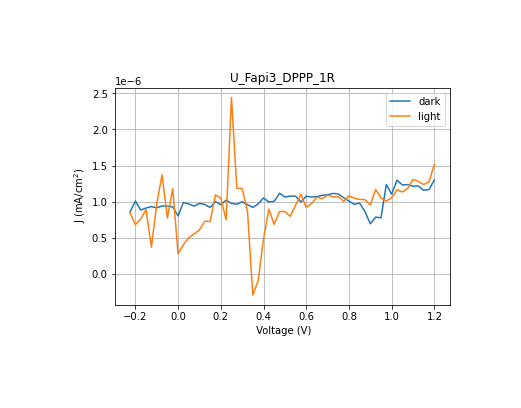 U_Fapi3_DPPP_1R
1e−6
2.5
2.0
1.5
1.0
0.5
0.0
J (mA/cm²)
dark
light
−0.2 0.0 0.2 0.4 0.6 0.8 1.0 1.2
Voltage (V)